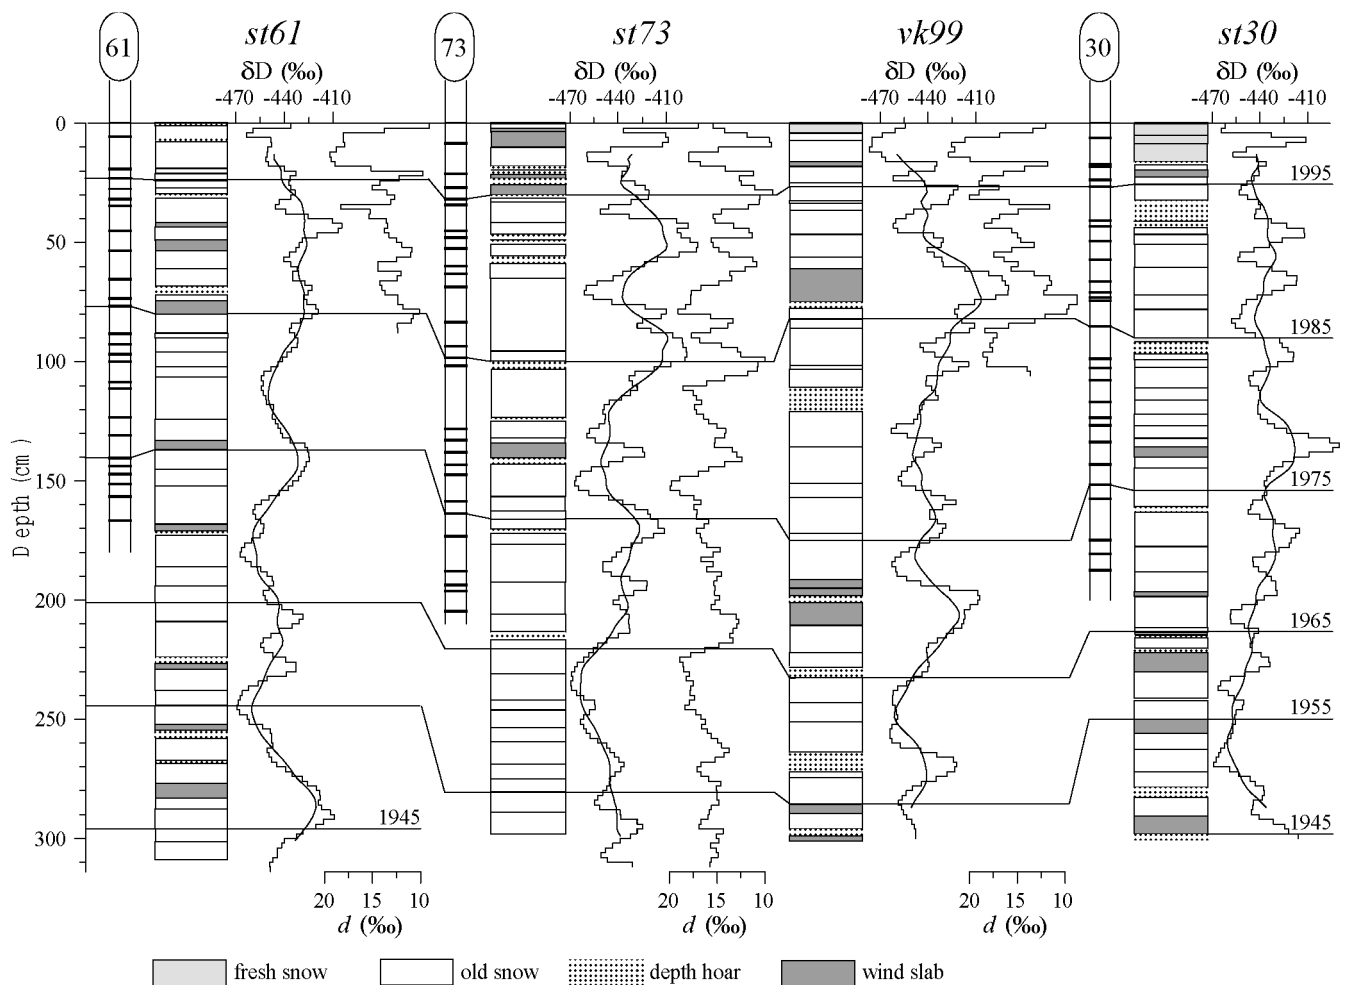 61 st61 73 st73 vk99 30 st30
δD (‰) δD (‰) δD (‰) δD (‰)
-470 -440 -410 -470 -440 -410 -470 -440 -410 -470 -440 -410
0
50
100
150
200
250
300
Depth (cm)
1995
1985
1975
1965
1955
1945
1945
20 15 10 20 15 10 20 15 10
d (‰) d (‰) d (‰)
fresh snow old snow depth hoar wind slab